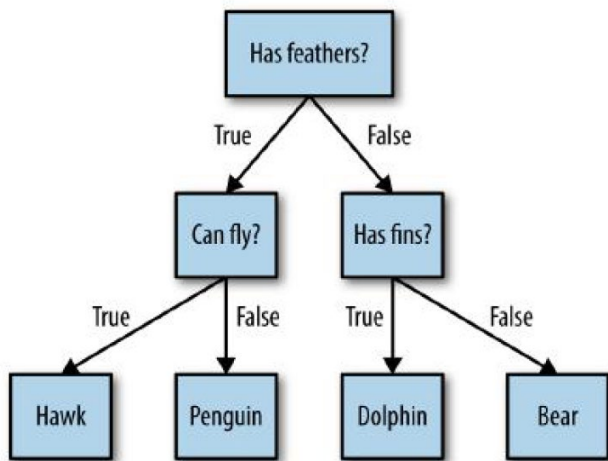 Has feathers?
True
False
Can fly?
Has fins?
True
False
True
False
Hawk
Penguin
Dolphin
Bear